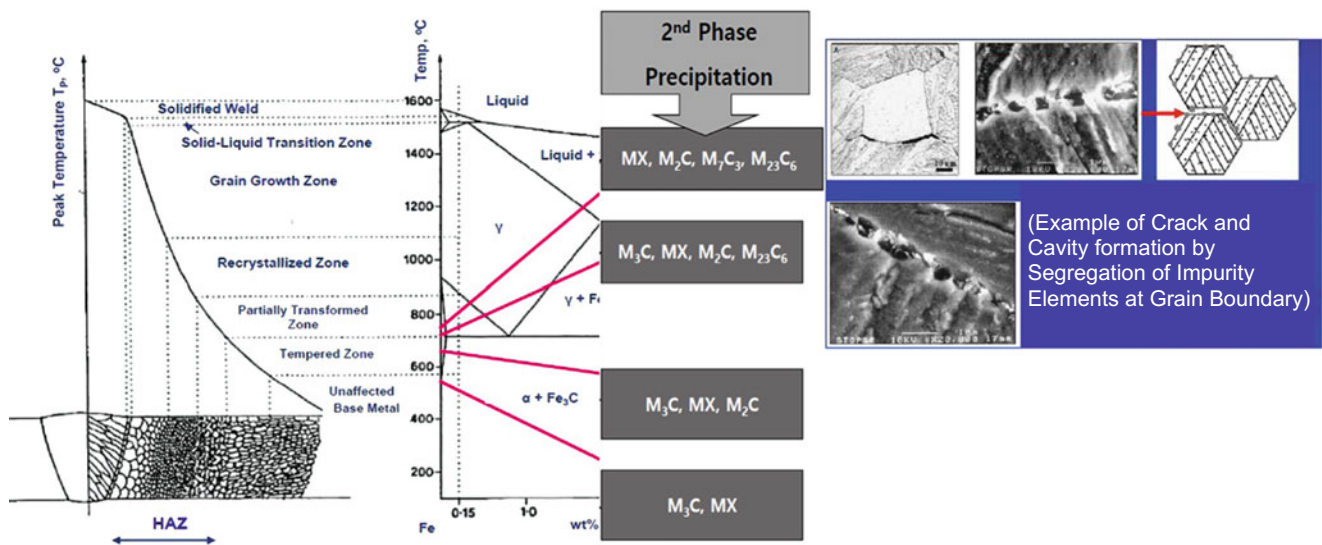 Peak Temperature Tₚ, ºC
Solidified Weld
Solid-Liquid Transition Zone
Grain Growth Zone
Recrystallized Zone
Partially Transformed
Zone
Tempered Zone
Unaffected
Base Metal
HAZ
Temp, ºC
1600
1400
1200
1000
800
600
400
200
Liquid
Liquid +
γ
γ + Fe
α + Fe₃C
Fe
0·15
1·0
wt%
2ⁿᵈ Phase
Precipitation
MX, M₂C, M₇C₃, M₂₃C₆
M₃C, MX, M₂C, M₂₃C₆
M₃C, MX, M₂C
M₃C, MX
A
(Example of Crack and
Cavity formation by
Segregation of Impurity
Elements at Grain Boundary)